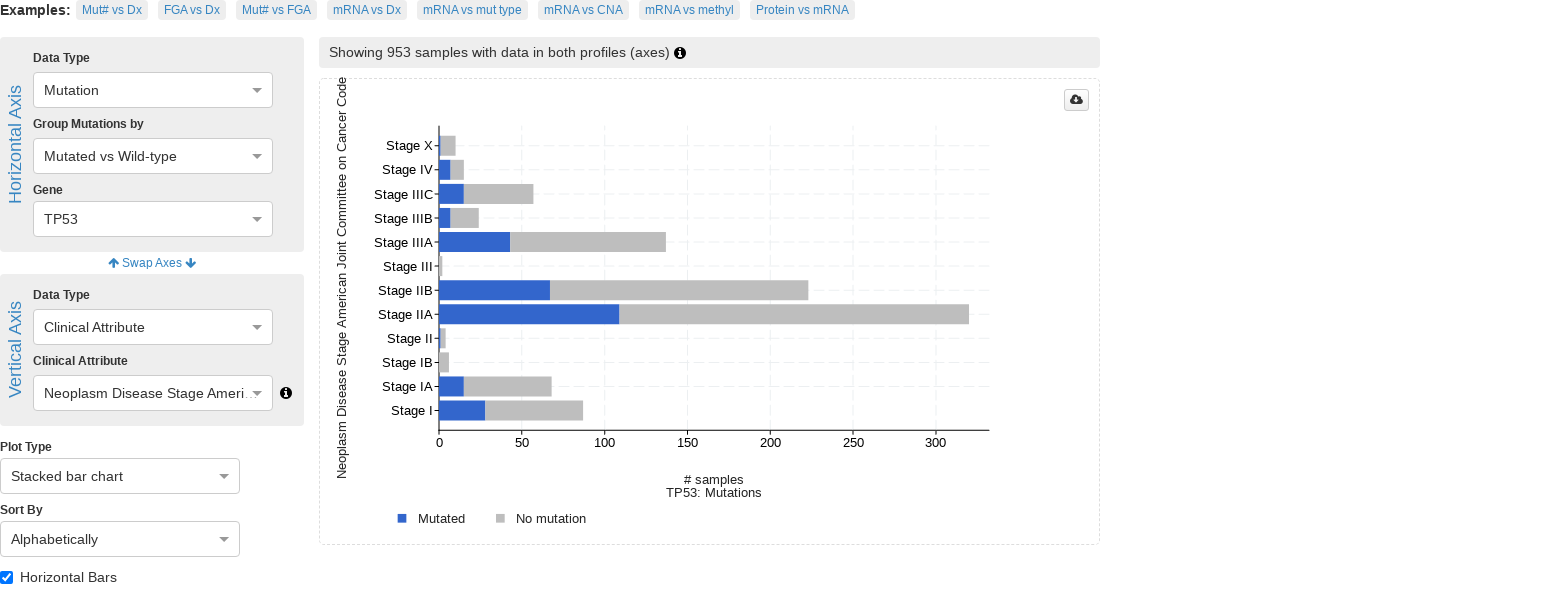 Examples: Mut# vs Dx FGA vs Dx Mut# vs FGA mRNA vs Dx mRNA vs mut type mRNA vs CNA mRNA vs methyl Protein vs mRNA
Horizontal Axis
Data Type
Mutation
Group Mutations by
Mutated vs Wild-type
Gene
TP53
Swap Axes
Vertical Axis
Data Type
Clinical Attribute
Clinical Attribute
Neoplasm Disease Stage Ameri...
Plot Type
Stacked bar chart
Sort By
Alphabetically
Horizontal Bars
Showing 953 samples with data in both profiles (axes)
Neoplasm Disease Stage American Joint Committee on Cancer Code
Stage X
Stage IV
Stage IIIC
Stage IIIB
Stage IIIA
Stage III
Stage IIB
Stage IIA
Stage II
Stage IB
Stage IA
Stage I
0 50 100 150 200 250 300
# samples
TP53: Mutations
Mutated No mutation